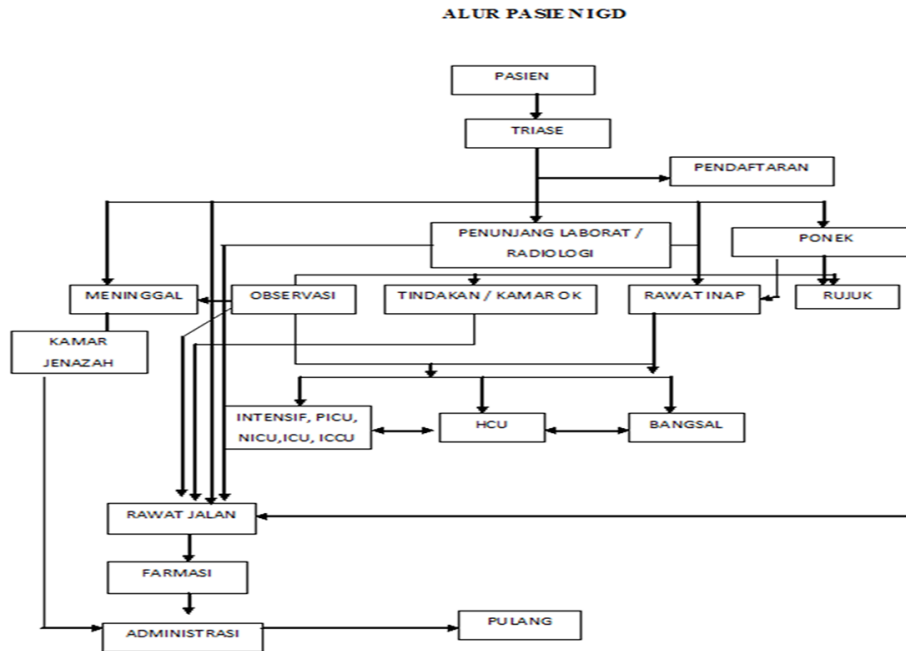 ALUR PASIEN IGD
PASIEN
TRIASE
PENDAFTARAN
PENUNJANG LABORAT /
RADIOLOGI
PONEK
MENINGGAL
OBSERVASI
TINDAKAN / KAMAR OK
RAWAT INAP
RUJUK
KAMAR
JENAZAH
INTENSIF, PICU,
NICU,ICU, ICCU
HCU
BANGSAL
RAWAT JALAN
FARMASI
ADMINISTRASI
PULANG